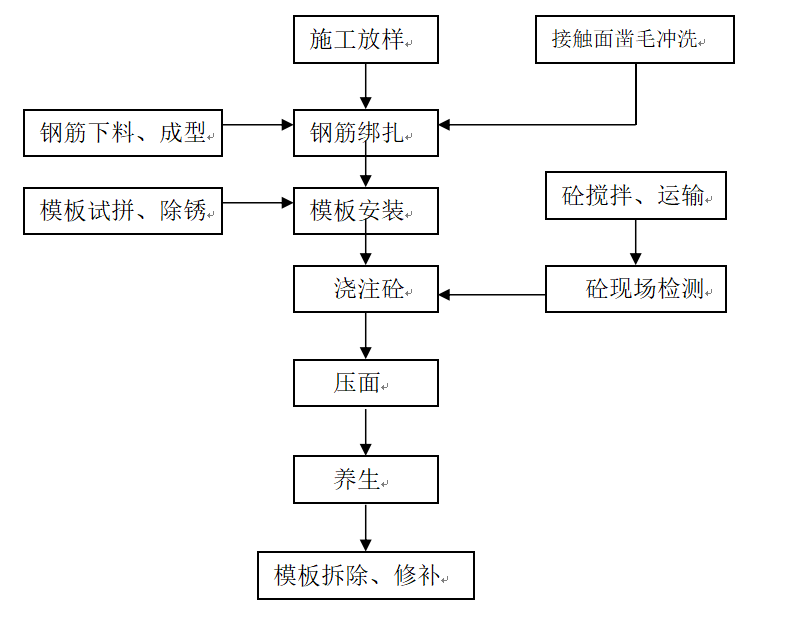 施工放样
接触面凿毛冲洗
钢筋下料、成型
钢筋绑扎
模板试拼、除锈
模板安装
砼搅拌、运输
浇注砼
砼现场检测
压面
养生
模板拆除、修补